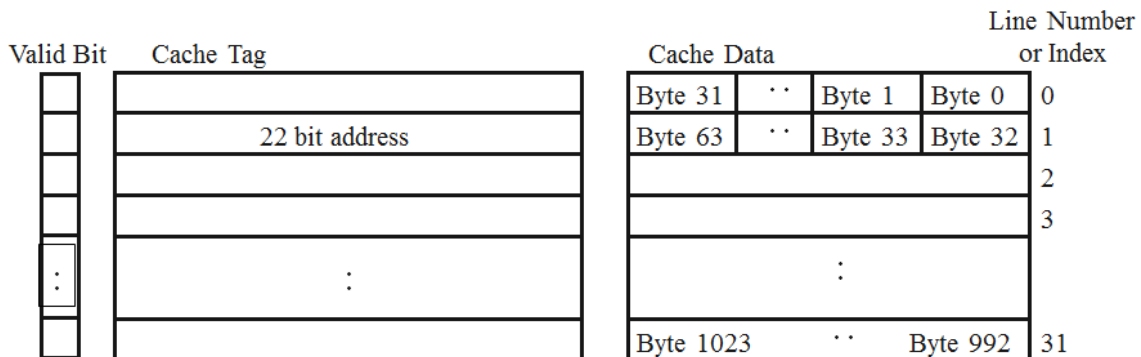 Line Number
or Index
Valid Bit Cache Tag Cache Data
Byte 31 ·· Byte 1 Byte 0 0
22 bit address Byte 63 ·· Byte 33 Byte 32 1
2
3
: : :
Byte 1023 ·· Byte 992 31